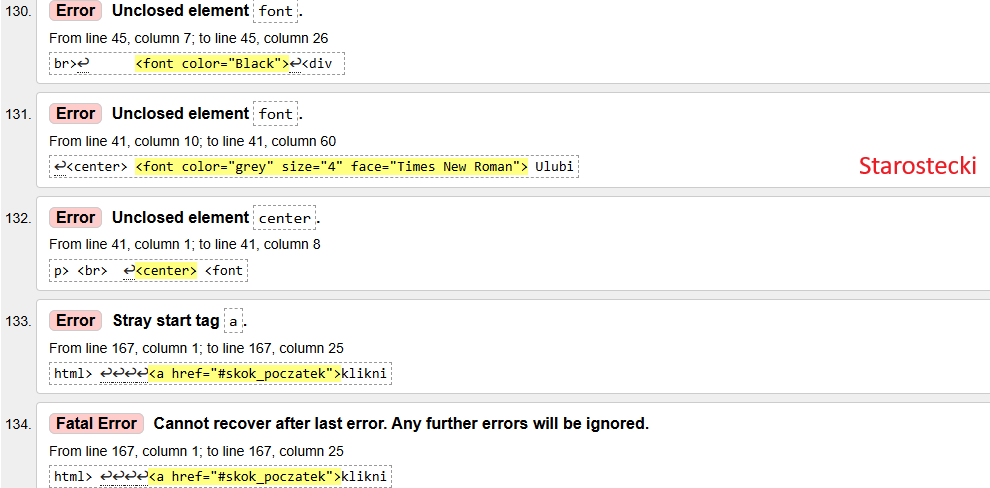 130. Error Unclosed element font.
From line 45, column 7; to line 45, column 26
br>↩ <font color="Black">↩<div
131. Error Unclosed element font.
From line 41, column 10; to line 41, column 60
↩<center> <font color="grey" size="4" face="Times New Roman"> Ulubi
Starostecki
132. Error Unclosed element center.
From line 41, column 1; to line 41, column 8
p> <br> ↩<center> <font
133. Error Stray start tag a.
From line 167, column 1; to line 167, column 25
html> ↩↩↩↩<a href="#skok_poczatek">klikni
134. Fatal Error Cannot recover after last error. Any further errors will be ignored.
From line 167, column 1; to line 167, column 25
html> ↩↩↩↩<a href="#skok_poczatek">klikni